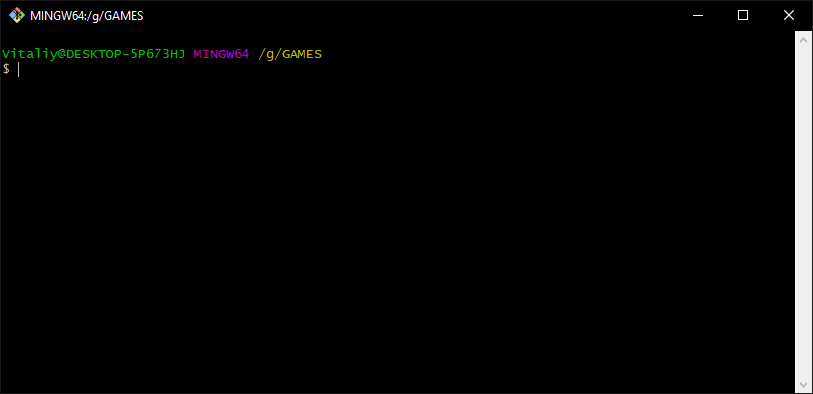 MINGW64:/g/GAMES
Vitaliy@DESKTOP-5P673HJ MINGW64 /g/GAMES
$